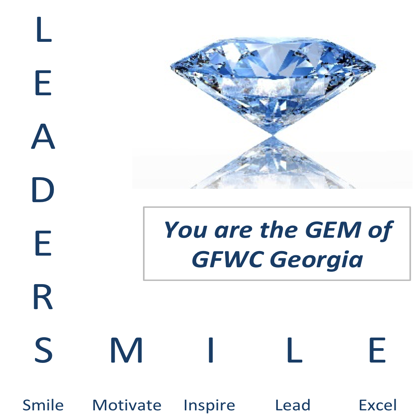 L
E
A
D
E
R
You are the GEM of
GFWC Georgia
S M I L E
Smile Motivate Inspire Lead Excel